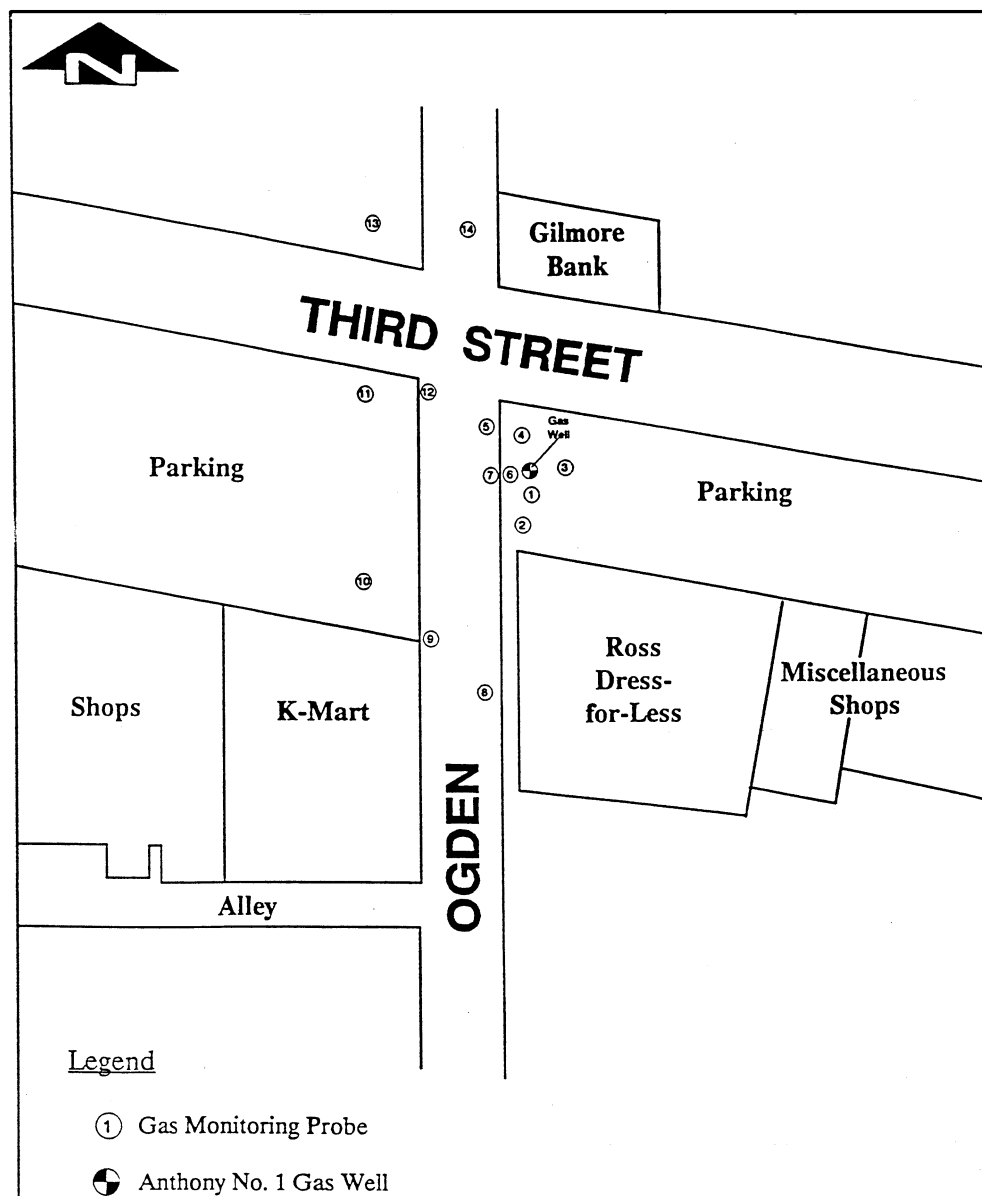 N
13
14
Gilmore
Bank
THIRD STREET
11
12
5
4
Gas
Well
Parking
7
6
3
Parking
1
2
10
9
Ross
Dress-
for-Less
Miscellaneous
Shops
8
Shops
K-Mart
OGDEN
Alley
Legend
1 Gas Monitoring Probe
Anthony No. 1 Gas Well